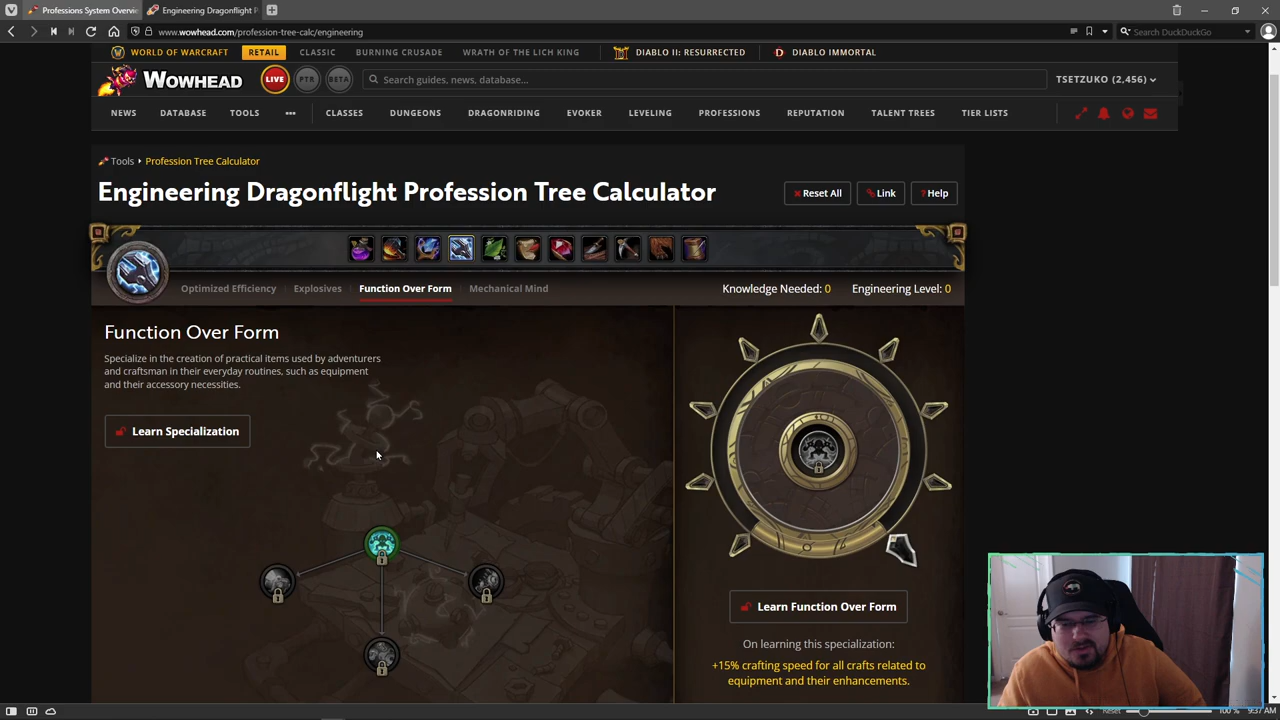 Professions System Overvi
Engineering Dragonflight P
www.wowhead.com/profession-tree-calc/engineering
Search DuckDuckGo
WORLD OF WARCRAFT
RETAIL
CLASSIC
BURNING CRUSADE
WRATH OF THE LICH KING
DIABLO II: RESURRECTED
DIABLO IMMORTAL
WOWHEAD
LIVE
PTR
BETA
Search guides, news, database...
TSETZUKO (2,456)
NEWS
DATABASE
TOOLS
•••
CLASSES
DUNGEONS
DRAGONRIDING
EVOKER
LEVELING
PROFESSIONS
REPUTATION
TALENT TREES
TIER LISTS
Tools
Profession Tree Calculator
Engineering Dragonflight Profession Tree Calculator
Reset All
Link
? Help
Optimized Efficiency
Explosives
Function Over Form
Mechanical Mind
Knowledge Needed: 0
Engineering Level: 0
Function Over Form
Specialize in the creation of practical items used by adventurers
and craftsman in their everyday routines, such as equipment
and their accessory necessities.
Learn Specialization
Learn Function Over Form
On learning this specialization:
+15% crafting speed for all crafts related to
equipment and their enhancements.
Reset
100 %
9:37 AM